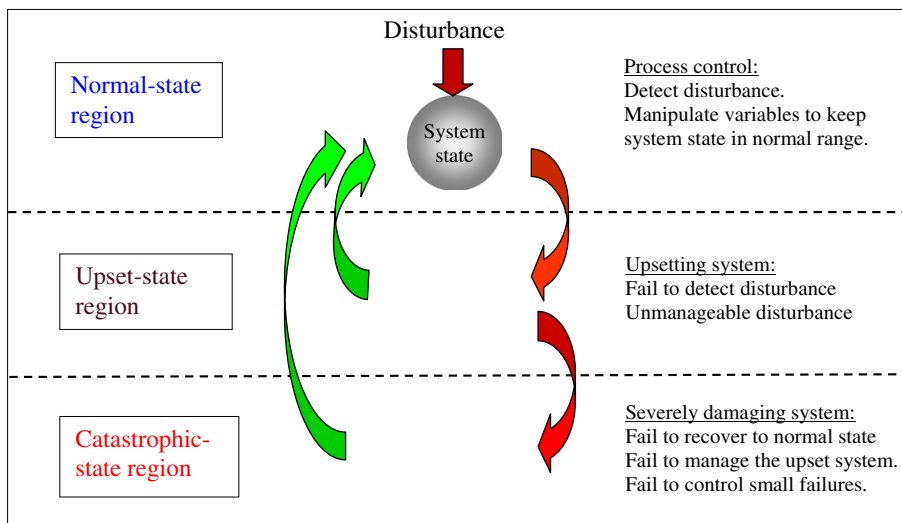 Disturbance
Normal-state
region
System
state
Process control:
Detect disturbance.
Manipulate variables to keep
system state in normal range.
Upset-state
region
Upsetting system:
Fail to detect disturbance
Unmanageable disturbance
Catastrophic-
state region
Severely damaging system:
Fail to recover to normal state
Fail to manage the upset system.
Fail to control small failures.